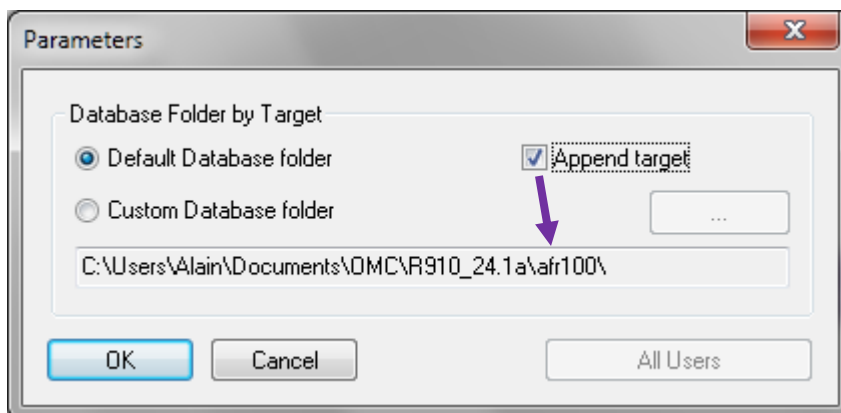 Parameters
X
Database Folder by Target
Default Database folder
Append target
Custom Database folder
...
C:\Users\Alain\Documents\OMC\R910_24.1a\afr100\
OK
Cancel
All Users